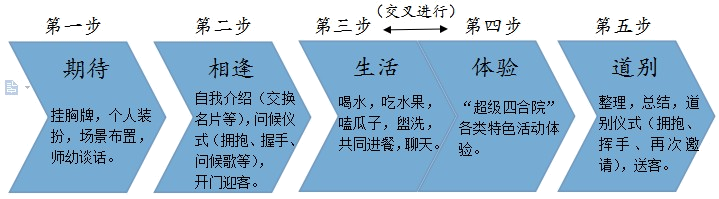 第一步
第二步
第三步
（交叉进行）
第四步
第五步
期待
挂胸牌，个人装
扮，场景布置，
师幼谈话。
相逢
自我介绍（交换
名片等），问候仪
式（拥抱、握手、
问候歌等），
开门迎客。
生活
喝水，吃水果，
嗑瓜子，盥洗，
共同进餐，聊天。
体验
“超级四合院”
各类特色活动体
验。
道别
整理，总结，道
别仪式（拥抱、
挥手、再次邀
请），送客。